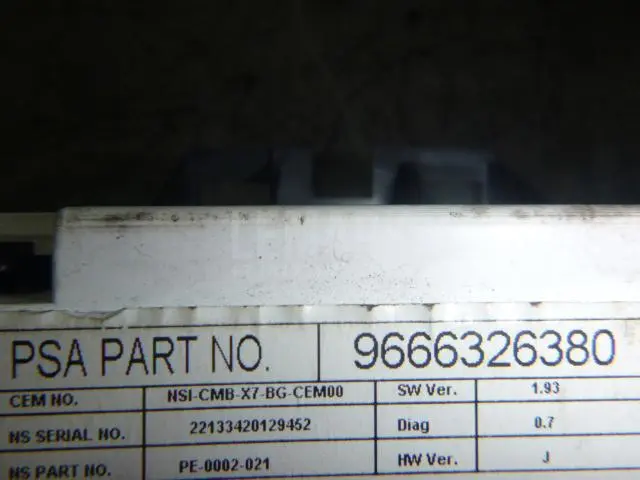 PSA PART NO. 9666326380
CEM NO. NSI-CMB-X7-BG-CEM00 SW Ver. 1.93
NS SERIAL NO. 22133420129452 Diag 0.7
NS PART NO. PE-0002-021 HW Ver. J